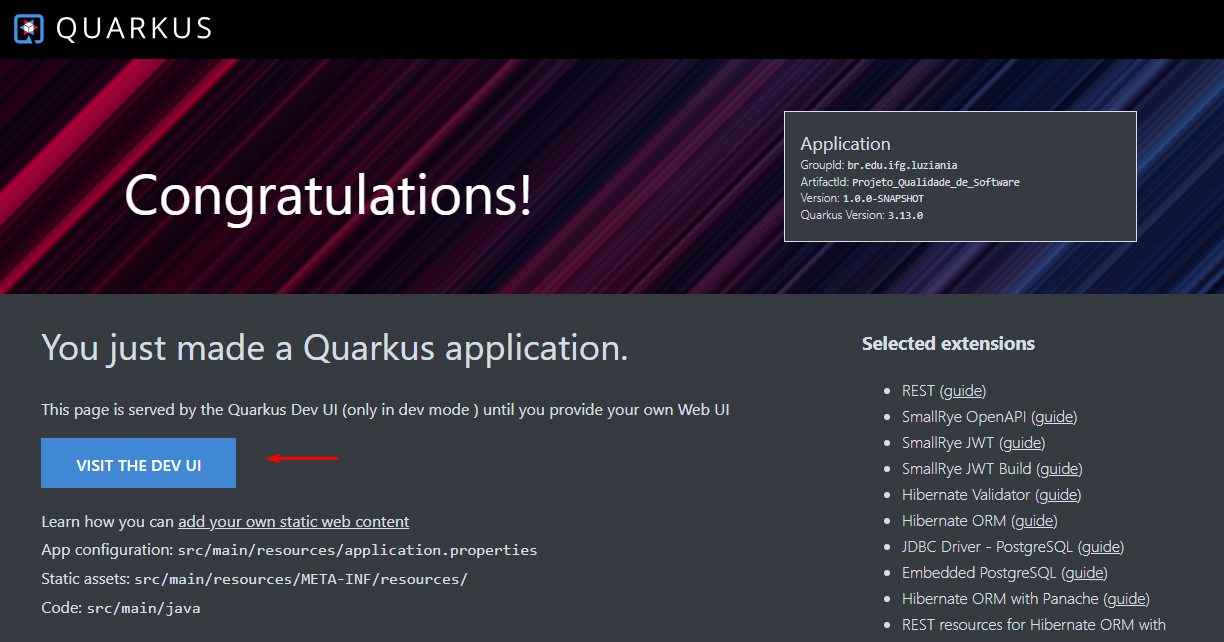 QUARKUS
Congratulations!
Application
GroupId: br.edu.ifg.luziania
ArtifactId: Projeto_Qualidade_de_Software
Version: 1.0.0-SNAPSHOT
Quarkus Version: 3.13.0
You just made a Quarkus application.
This page is served by the Quarkus Dev UI (only in dev mode ) until you provide your own Web UI
VISIT THE DEV UI
Learn how you can add your own static web content
App configuration: src/main/resources/application.properties
Static assets: src/main/resources/META-INF/resources/
Code: src/main/java
Selected extensions
• REST (guide)
• SmallRye OpenAPI (guide)
• SmallRye JWT (guide)
• SmallRye JWT Build (guide)
• Hibernate Validator (guide)
• Hibernate ORM (guide)
• JDBC Driver - PostgreSQL (guide)
• Embedded PostgreSQL (guide)
• Hibernate ORM with Panache (guide)
• REST resources for Hibernate ORM with